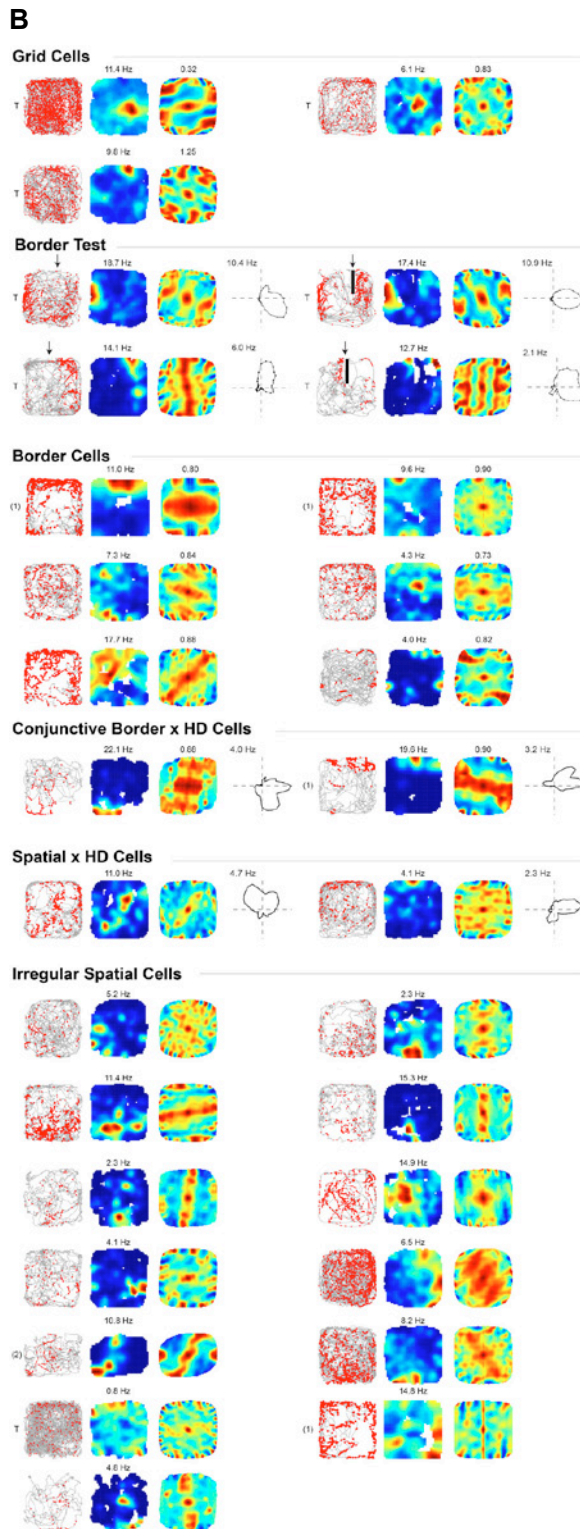 B
Grid Cells
11.4 Hz 0.32 6.1 Hz 0.83
T T
9.8 Hz 1.25
T
Border Test
18.7 Hz 10.4 Hz 17.4 Hz 10.9 Hz
T T
14.1 Hz 6.0 Hz 12.7 Hz 2.1 Hz
T T
Border Cells
11.0 Hz 0.80 9.6 Hz 0.90
(1) (1)
7.3 Hz 0.84 4.3 Hz 0.73
17.7 Hz 0.88 4.0 Hz 0.82
Conjunctive Border x HD Cells
22.1 Hz 0.68 4.0 Hz 19.6 Hz 0.90 3.2 Hz
(1)
Spatial x HD Cells
11.0 Hz 4.7 Hz 4.1 Hz 2.3 Hz
Irregular Spatial Cells
5.2 Hz 2.3 Hz
11.4 Hz 15.3 Hz
2.3 Hz 14.9 Hz
4.1 Hz 6.5 Hz
10.8 Hz 8.2 Hz
(2)
0.8 Hz 14.8 Hz
T (1)
4.8 Hz